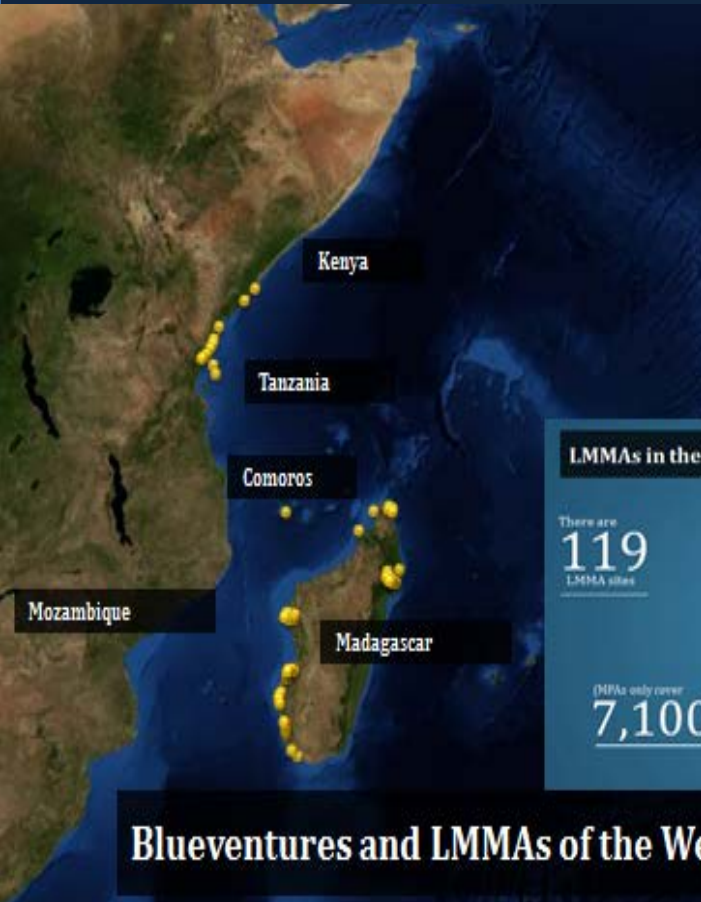 Kenya
Tanzania
Comoros
Mozambique
Madagascar
LMMAs in the
There are
119
LMMA sites
(MPAs only cover
7,100
Blueventures and LMMAs of the We